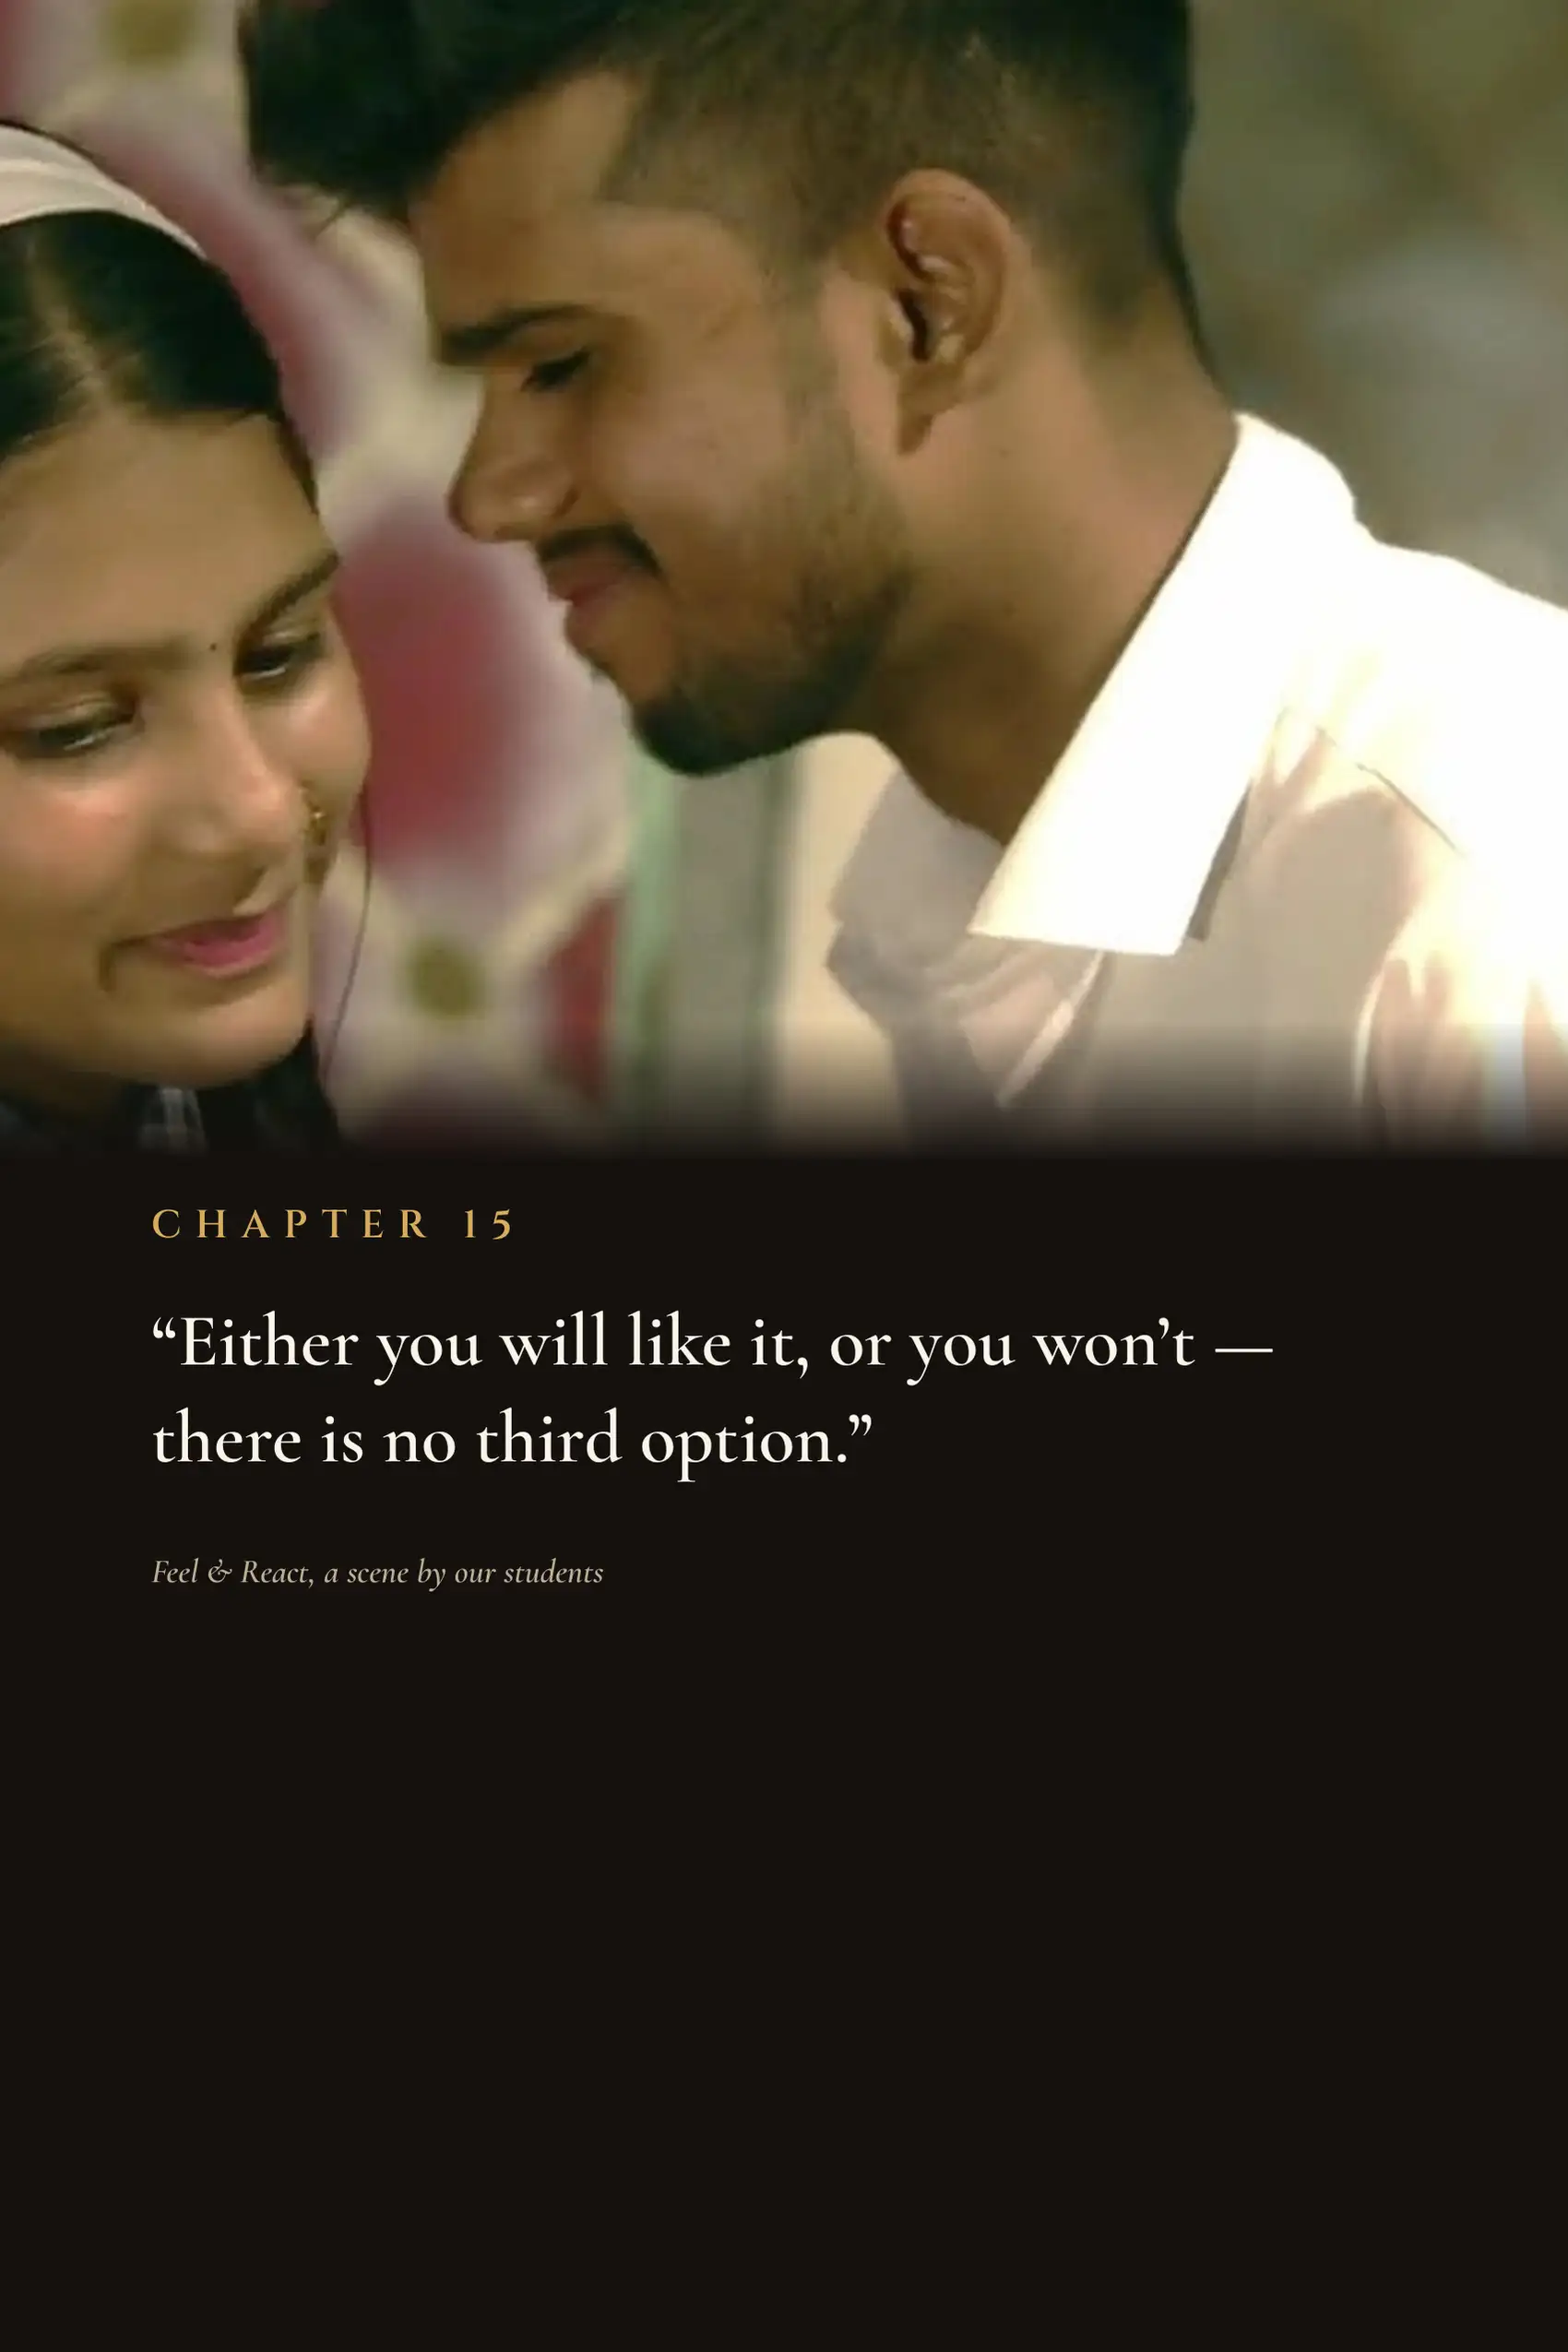 CHAPTER 15
“Either you will like it, or you won’t —
there is no third option.”
Feel & React, a scene by our students